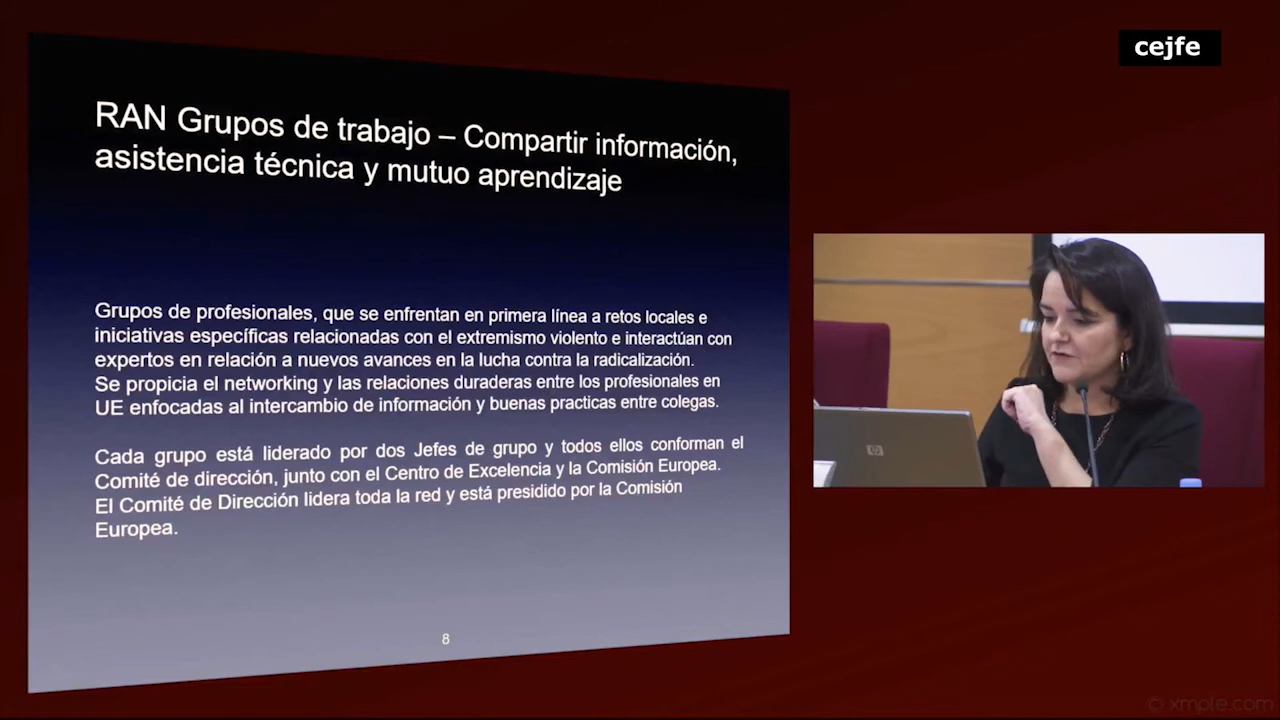 cejfe
RAN Grupos de trabajo – Compartir información,
asistencia técnica y mutuo aprendizaje
Grupos de profesionales, que se enfrentan en primera línea a retos locales e
iniciativas específicas relacionadas con el extremismo violento e interactúan con
expertos en relación a nuevos avances en la lucha contra la radicalización.
Se propicia el networking y las relaciones duraderas entre los profesionales en
UE enfocadas al intercambio de información y buenas practicas entre colegas.
Cada grupo está liderado por dos Jefes de grupo y todos ellos conforman el
Comité de dirección, junto con el Centro de Excelencia y la Comisión Europea.
El Comité de Dirección lidera toda la red y está presidido por la Comisión
Europea.
8
hp
© xmple.com